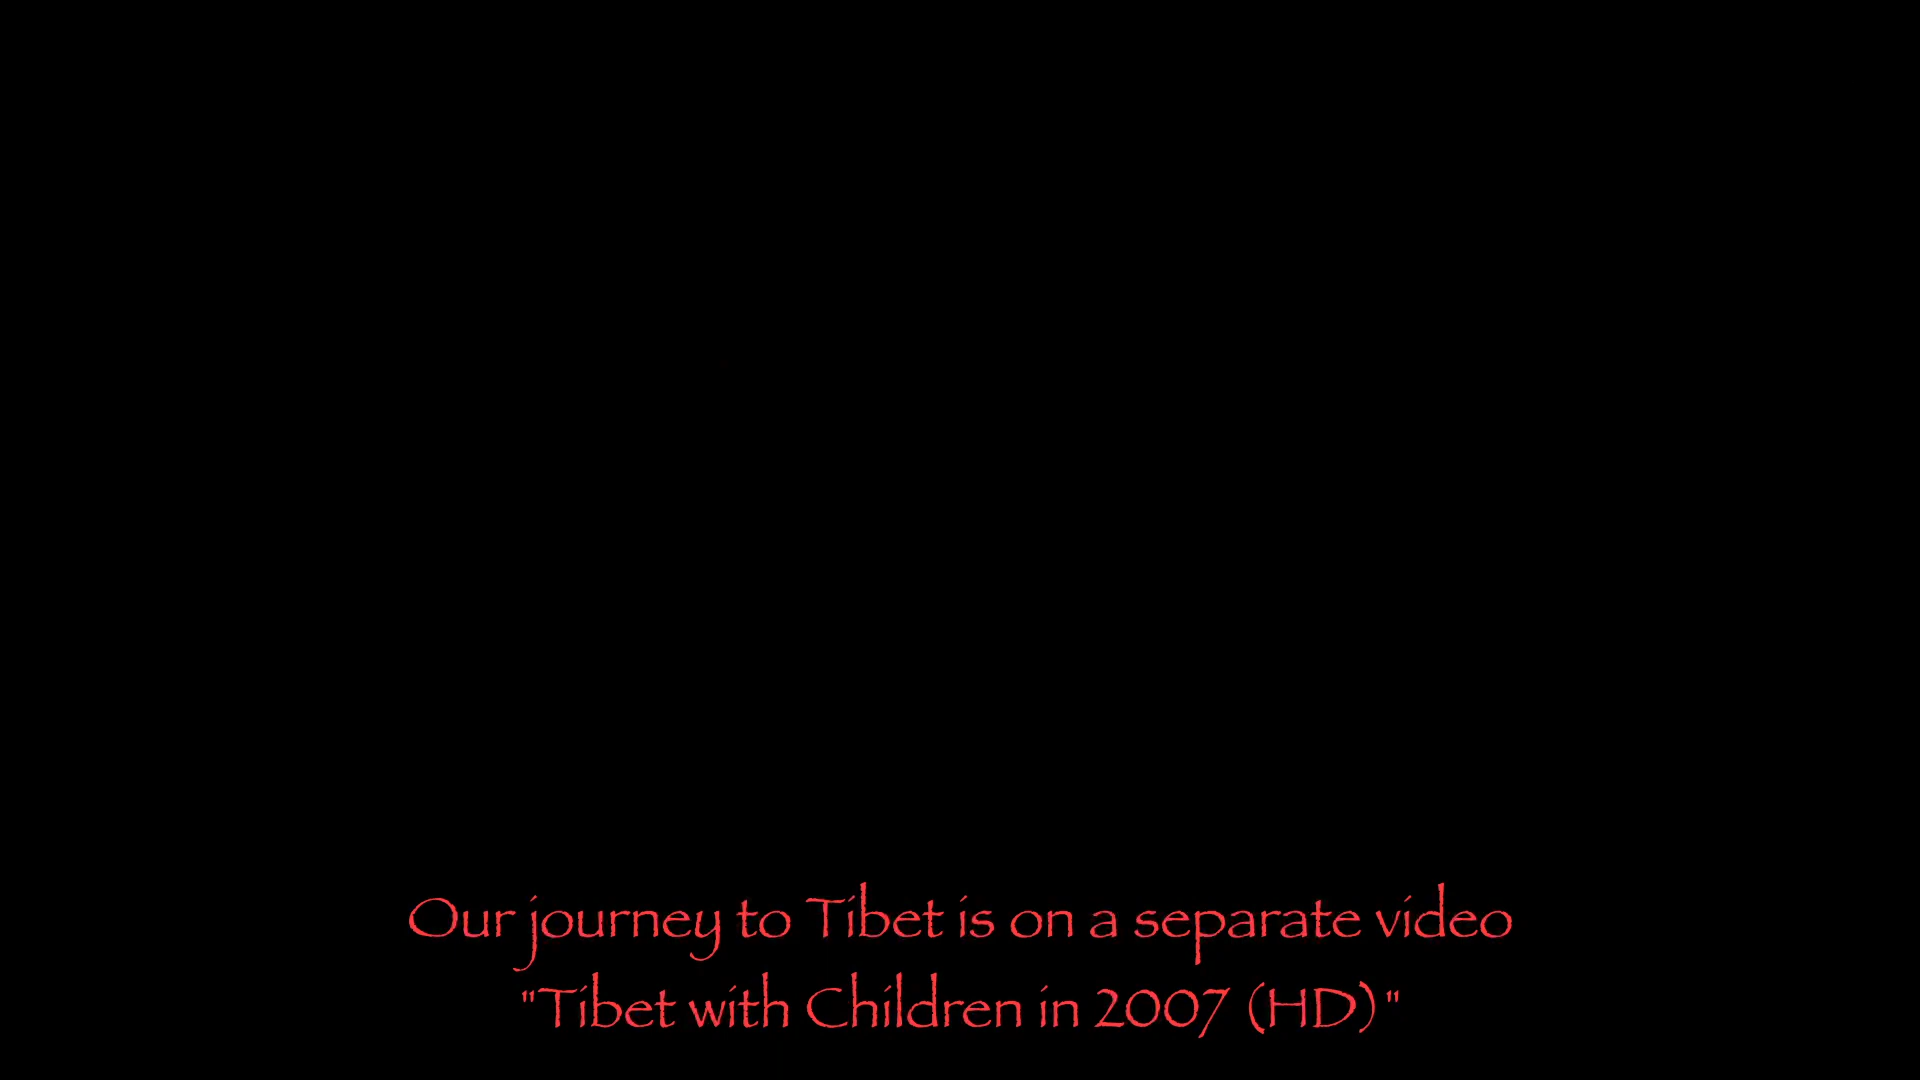 Our journey to Tibet is on a separate video
"Tibet with Children in 2007 (HD)"